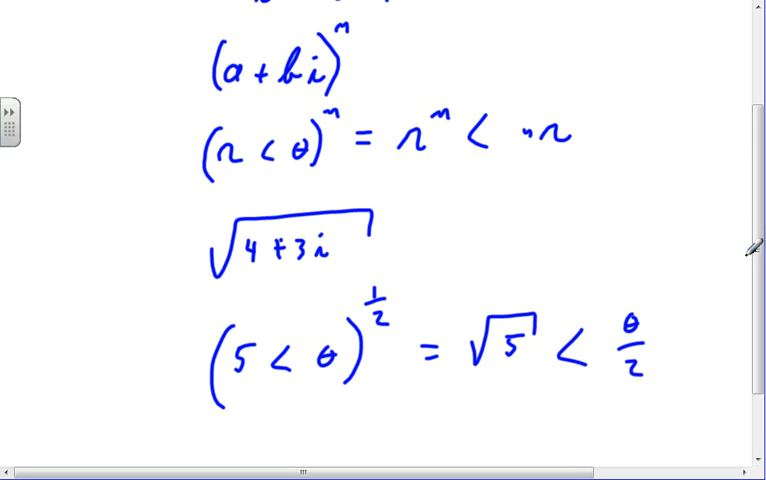 (a + bi)^n
(r < θ)^n = r^n < nr
√(4 + 3i)
(5 < θ)^(1/2) = √5 < θ/2